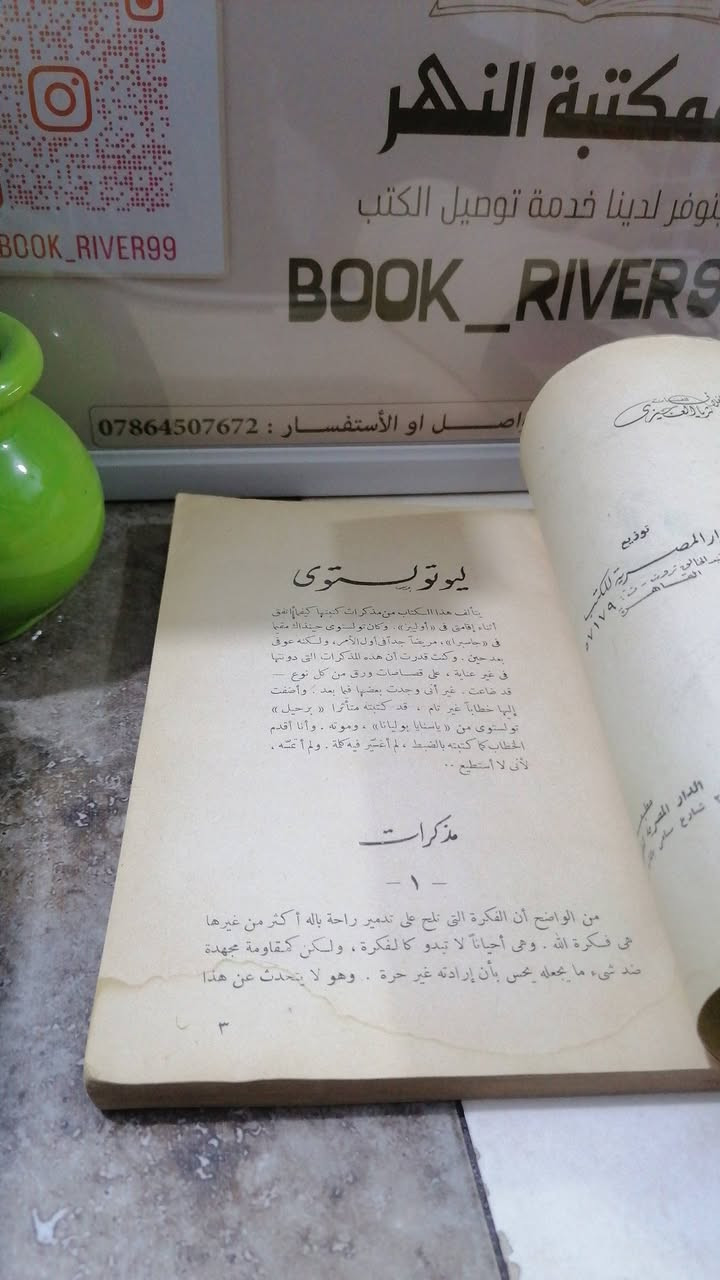 مكتبة النهر
يتوفر لدينا خدمة توصيل الكتب
BOOK_RIVER99
BOOK_RIVER9
اصل او الأستفسار : 07864507672
توزيع
ليو تولستوى
يتألف هذا الكتاب من مذكرات كتبتها كيفما اتفق
أثناء إقامتى فى «أوليز» . وكان تولستوى حينذاك مقيما
فى «جاسبرا» ، مريضاً جداً فى أول الأمر ، ولكنه عوفى
بعد حين . وكنت قدرت أن هذه المذكرات التى دونتها
فى غير عناية ، على قصاصات ورق من كل نوع —
قد ضاعت . غير أنى وجدت بعضها فيما بعد : وأضفت
إليها خطاباً غير تام ، قد كتبته متأثرا « برحيل »
تولستوى من « ياسنايا بوليانا» ، وموته . وأنا أقدم
الخطاب كما كتبته بالضبط ، لم أغير فيه كلمة . ولم أتمه .
لأنى لا أستطيع ..
مذكرات
— ١ —
من الواضح أن الفكرة التى تلح على تدمير راحة باله أكثر من غيرها
هى فكرة الله . وهى أحياناً لا تبدو كالفكرة ، ولكن كمقاومة مجهدة
ضد شىء ما يجعله يحس بأن إرادته غير حرة . وهو لا يتحدث عن هذا
٣